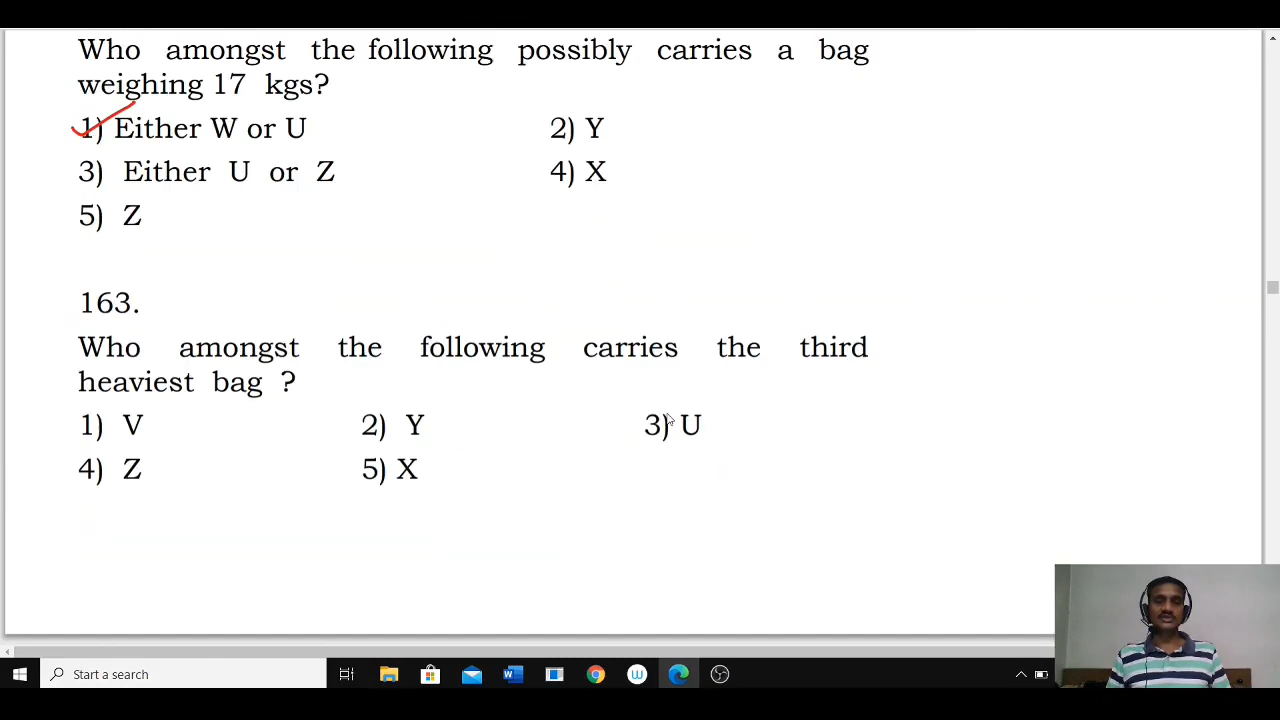 Who amongst the following possibly carries a bag
weighing 17 kgs?
1) Either W or U 2) Y
3) Either U or Z 4) X
5) Z
163.
Who amongst the following carries the third
heaviest bag ?
1) V 2) Y 3) U
4) Z 5) X
Start a search